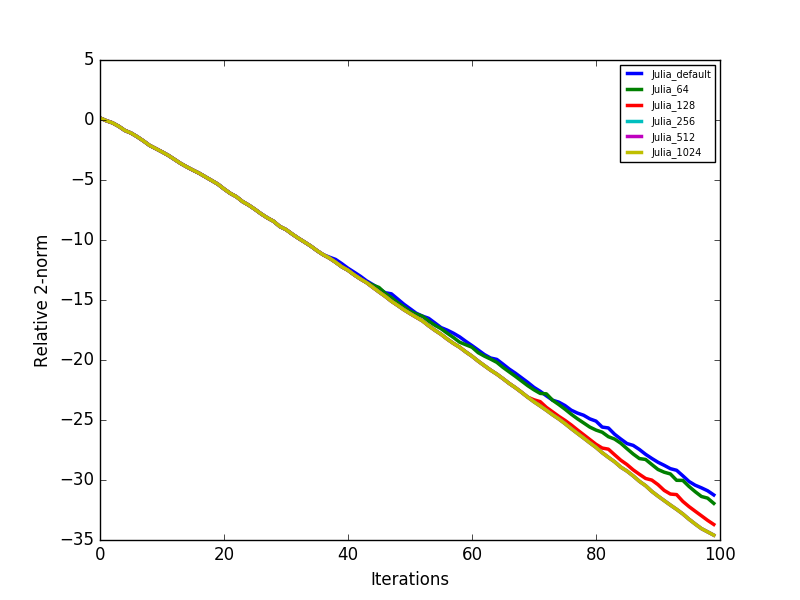 5
0
−5
−10
−15
−20
−25
−30
−35
0
20
40
60
80
100
Relative 2-norm
Iterations
Julia_default
Julia_64
Julia_128
Julia_256
Julia_512
Julia_1024